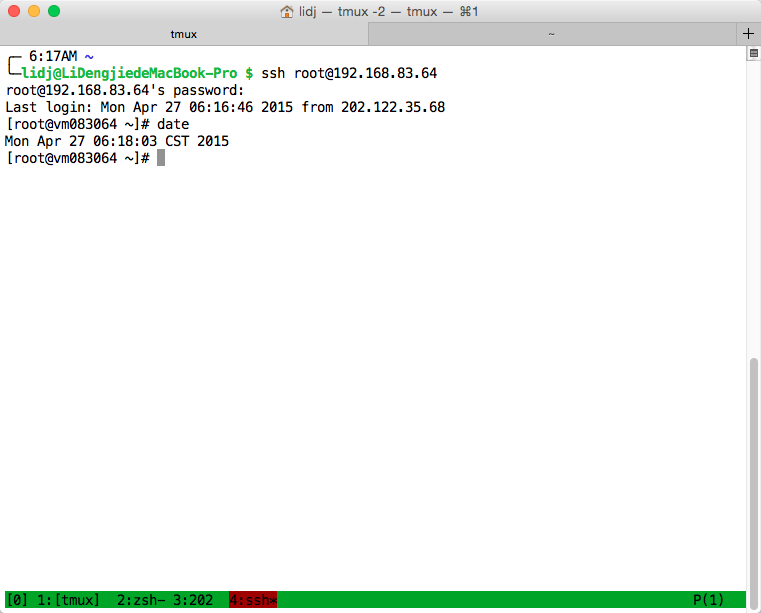 lidj — tmux -2 — tmux — ⌘1
tmux
~
+
╭─ 6:17AM ~
╰─lidj@LiDengjiedeMacBook-Pro $ ssh root@192.168.83.64
root@192.168.83.64's password:
Last login: Mon Apr 27 06:16:46 2015 from 202.122.35.68
[root@vm083064 ~]# date
Mon Apr 27 06:18:03 CST 2015
[root@vm083064 ~]#
[0] 1:[tmux]  2:zsh- 3:202  4:ssh* P(1)